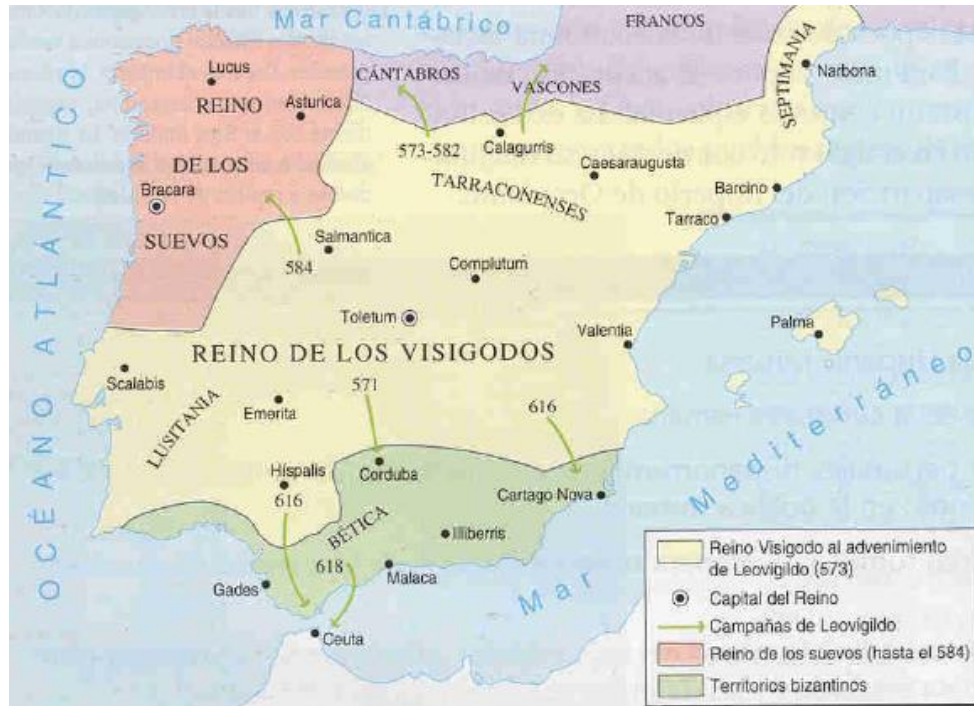 Mar Cantábrico
FRANCOS
OCÉANO ATLÁNTICO
Lucus
REINO
Asturica
DE LOS
Bracara
SUEVOS
CÁNTABROS
VASCONES
573-582
Calagurris
SEPTIMANIA
Narbona
Caesaraugusta
TARRACONENSES
Barcino
Tarraco
584
Salmantica
Complutum
Toletum
Valentia
Palma
REINO DE LOS VISIGODOS
Scalabis
LUSITANIA
Emerita
571
616
Híspalis
616
Corduba
Cartago Nova
BÉTICA
Illiberris
618
Malaca
Gades
Ceuta
Mar Mediterráneo
Reino Visigodo al advenimiento
de Leovigildo (573)
Capital del Reino
Campañas de Leovigildo
Reino de los suevos (hasta el 584)
Territorios bizantinos